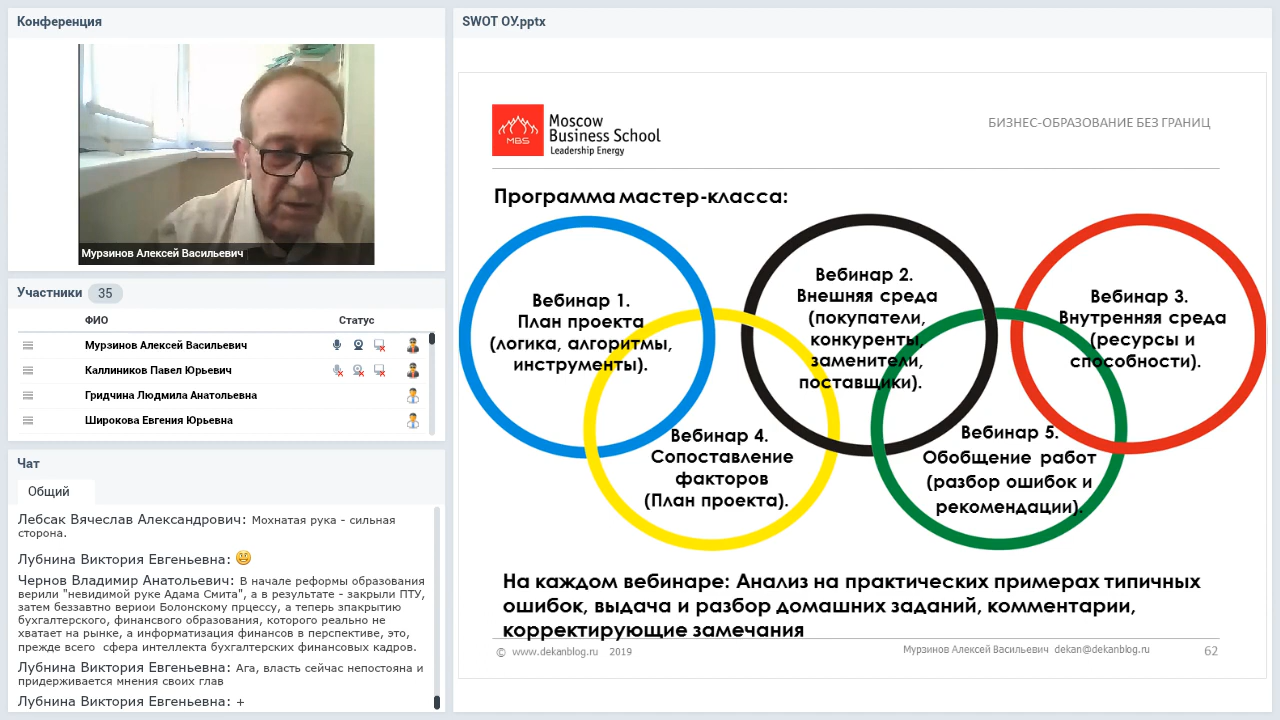 Конференция
Мурзинов Алексей Васильевич
Участники 35
ФИО Статус
Мурзинов Алексей Васильевич
Каллиников Павел Юрьевич
Гридчина Людмила Анатольевна
Широкова Евгения Юрьевна
Чат
Общий
Лебсак Вячеслав Александрович: Мохнатая рука - сильная
сторона.
Лубнина Виктория Евгеньевна:
Чернов Владимир Анатольевич: В начале реформы образования
верили "невидимой руке Адама Смита", а в результате - закрыли ПТУ,
затем беззавтно вериои Болонскому прцессу, а теперь зпакрытию
бухгалтерского, финансвого образования, которого реально не
хватает на рынке, а информатизация финансов в перспективе, это,
прежде всего сфера интеллекта бухгалтерских финансовых кадров.
Лубнина Виктория Евгеньевна: Ага, власть сейчас непостояна и
придерживается мнения своих глав
Лубнина Виктория Евгеньевна: +
SWOT ОУ.pptx
MBS
Moscow
Business School
Leadership Energy
БИЗНЕС-ОБРАЗОВАНИЕ БЕЗ ГРАНИЦ
Программа мастер-класса:
Вебинар 1.
План проекта
(логика, алгоритмы,
инструменты).
Вебинар 2.
Внешняя среда
(покупатели,
конкуренты,
заменители,
поставщики).
Вебинар 3.
Внутренняя среда
(ресурсы и
способности).
Вебинар 4.
Сопоставление
факторов
(План проекта).
Вебинар 5.
Обобщение работ
(разбор ошибок и
рекомендации).
На каждом вебинаре: Анализ на практических примерах типичных
ошибок, выдача и разбор домашних заданий, комментарии,
корректирующие замечания
© www.dekanblog.ru 2019
Мурзинов Алексей Васильевич dekan@dekanblog.ru
62